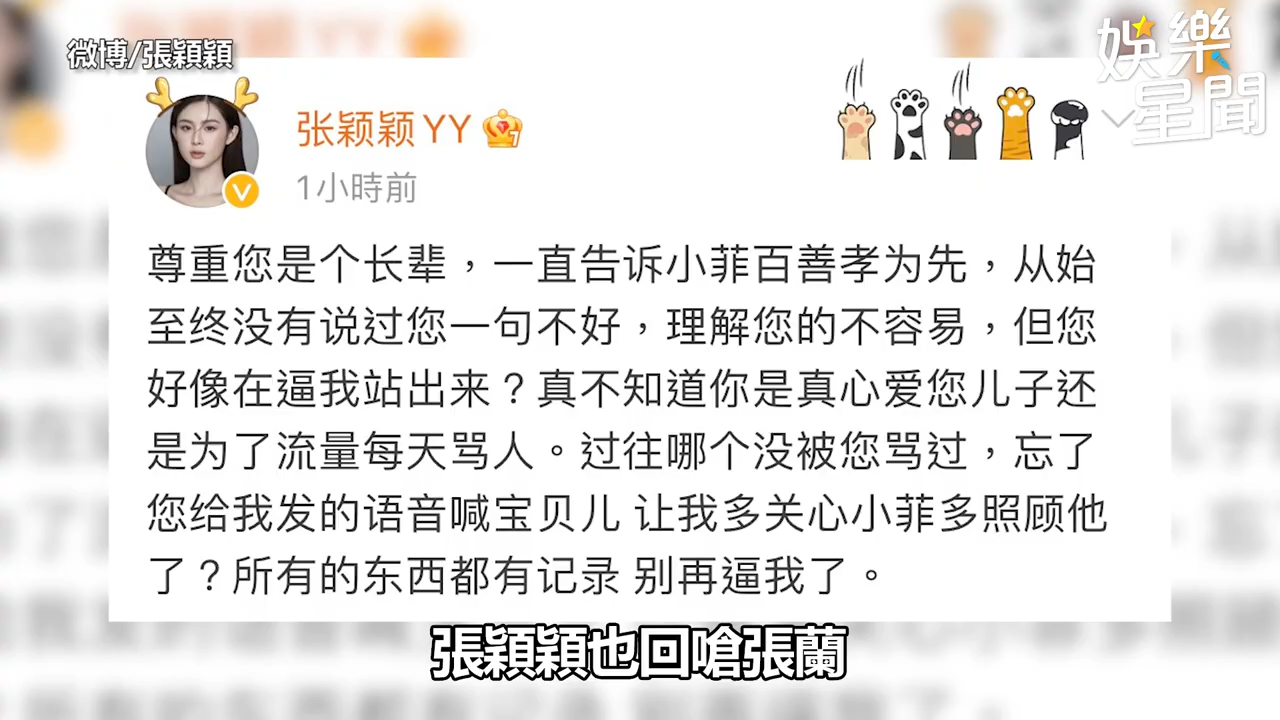 微博/張穎穎
娛樂
星聞
张颖颖YY
1小時前
尊重您是个长辈，一直告诉小菲百善孝为先，从始
至终没有说过您一句不好，理解您的不容易，但您
好像在逼我站出来？真不知道你是真心爱您儿子还
是为了流量每天骂人。过往哪个没被您骂过，忘了
您给我发的语音喊宝贝儿 让我多关心小菲多照顾他
了？所有的东西都有记录 别再逼我了。
張穎穎也回嗆張蘭